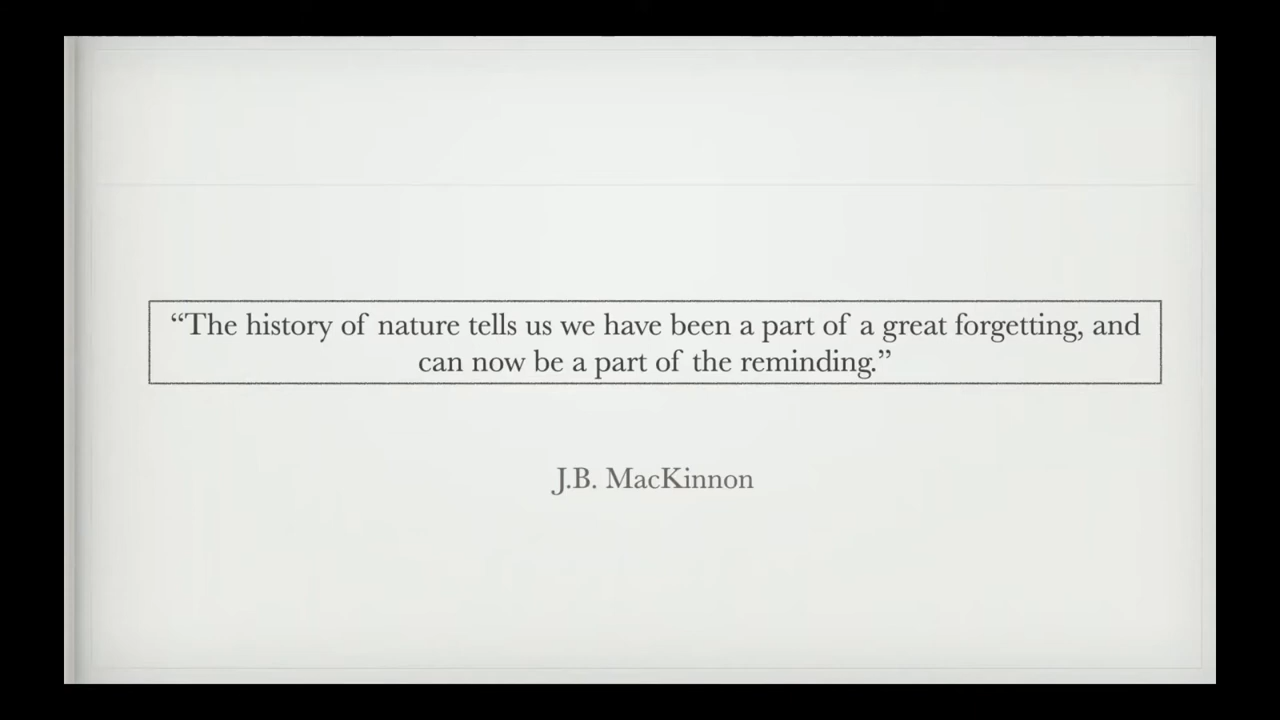 “The history of nature tells us we have been a part of a great forgetting, and
can now be a part of the reminding.”
J.B. MacKinnon